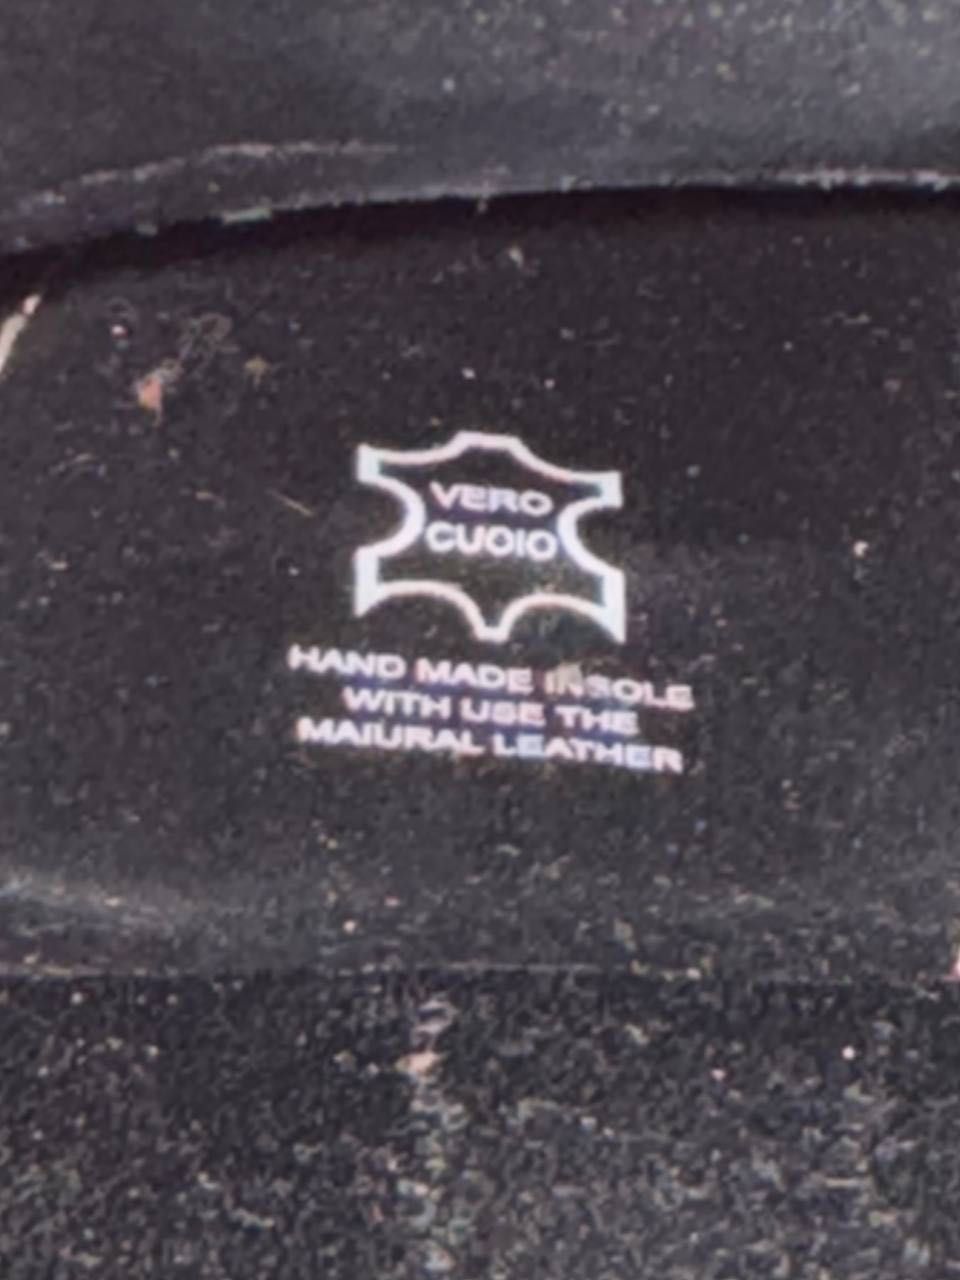 VERO
CUOIO
HAND MADE INSOLE
WITH USE THE
MAIURAL LEATHER